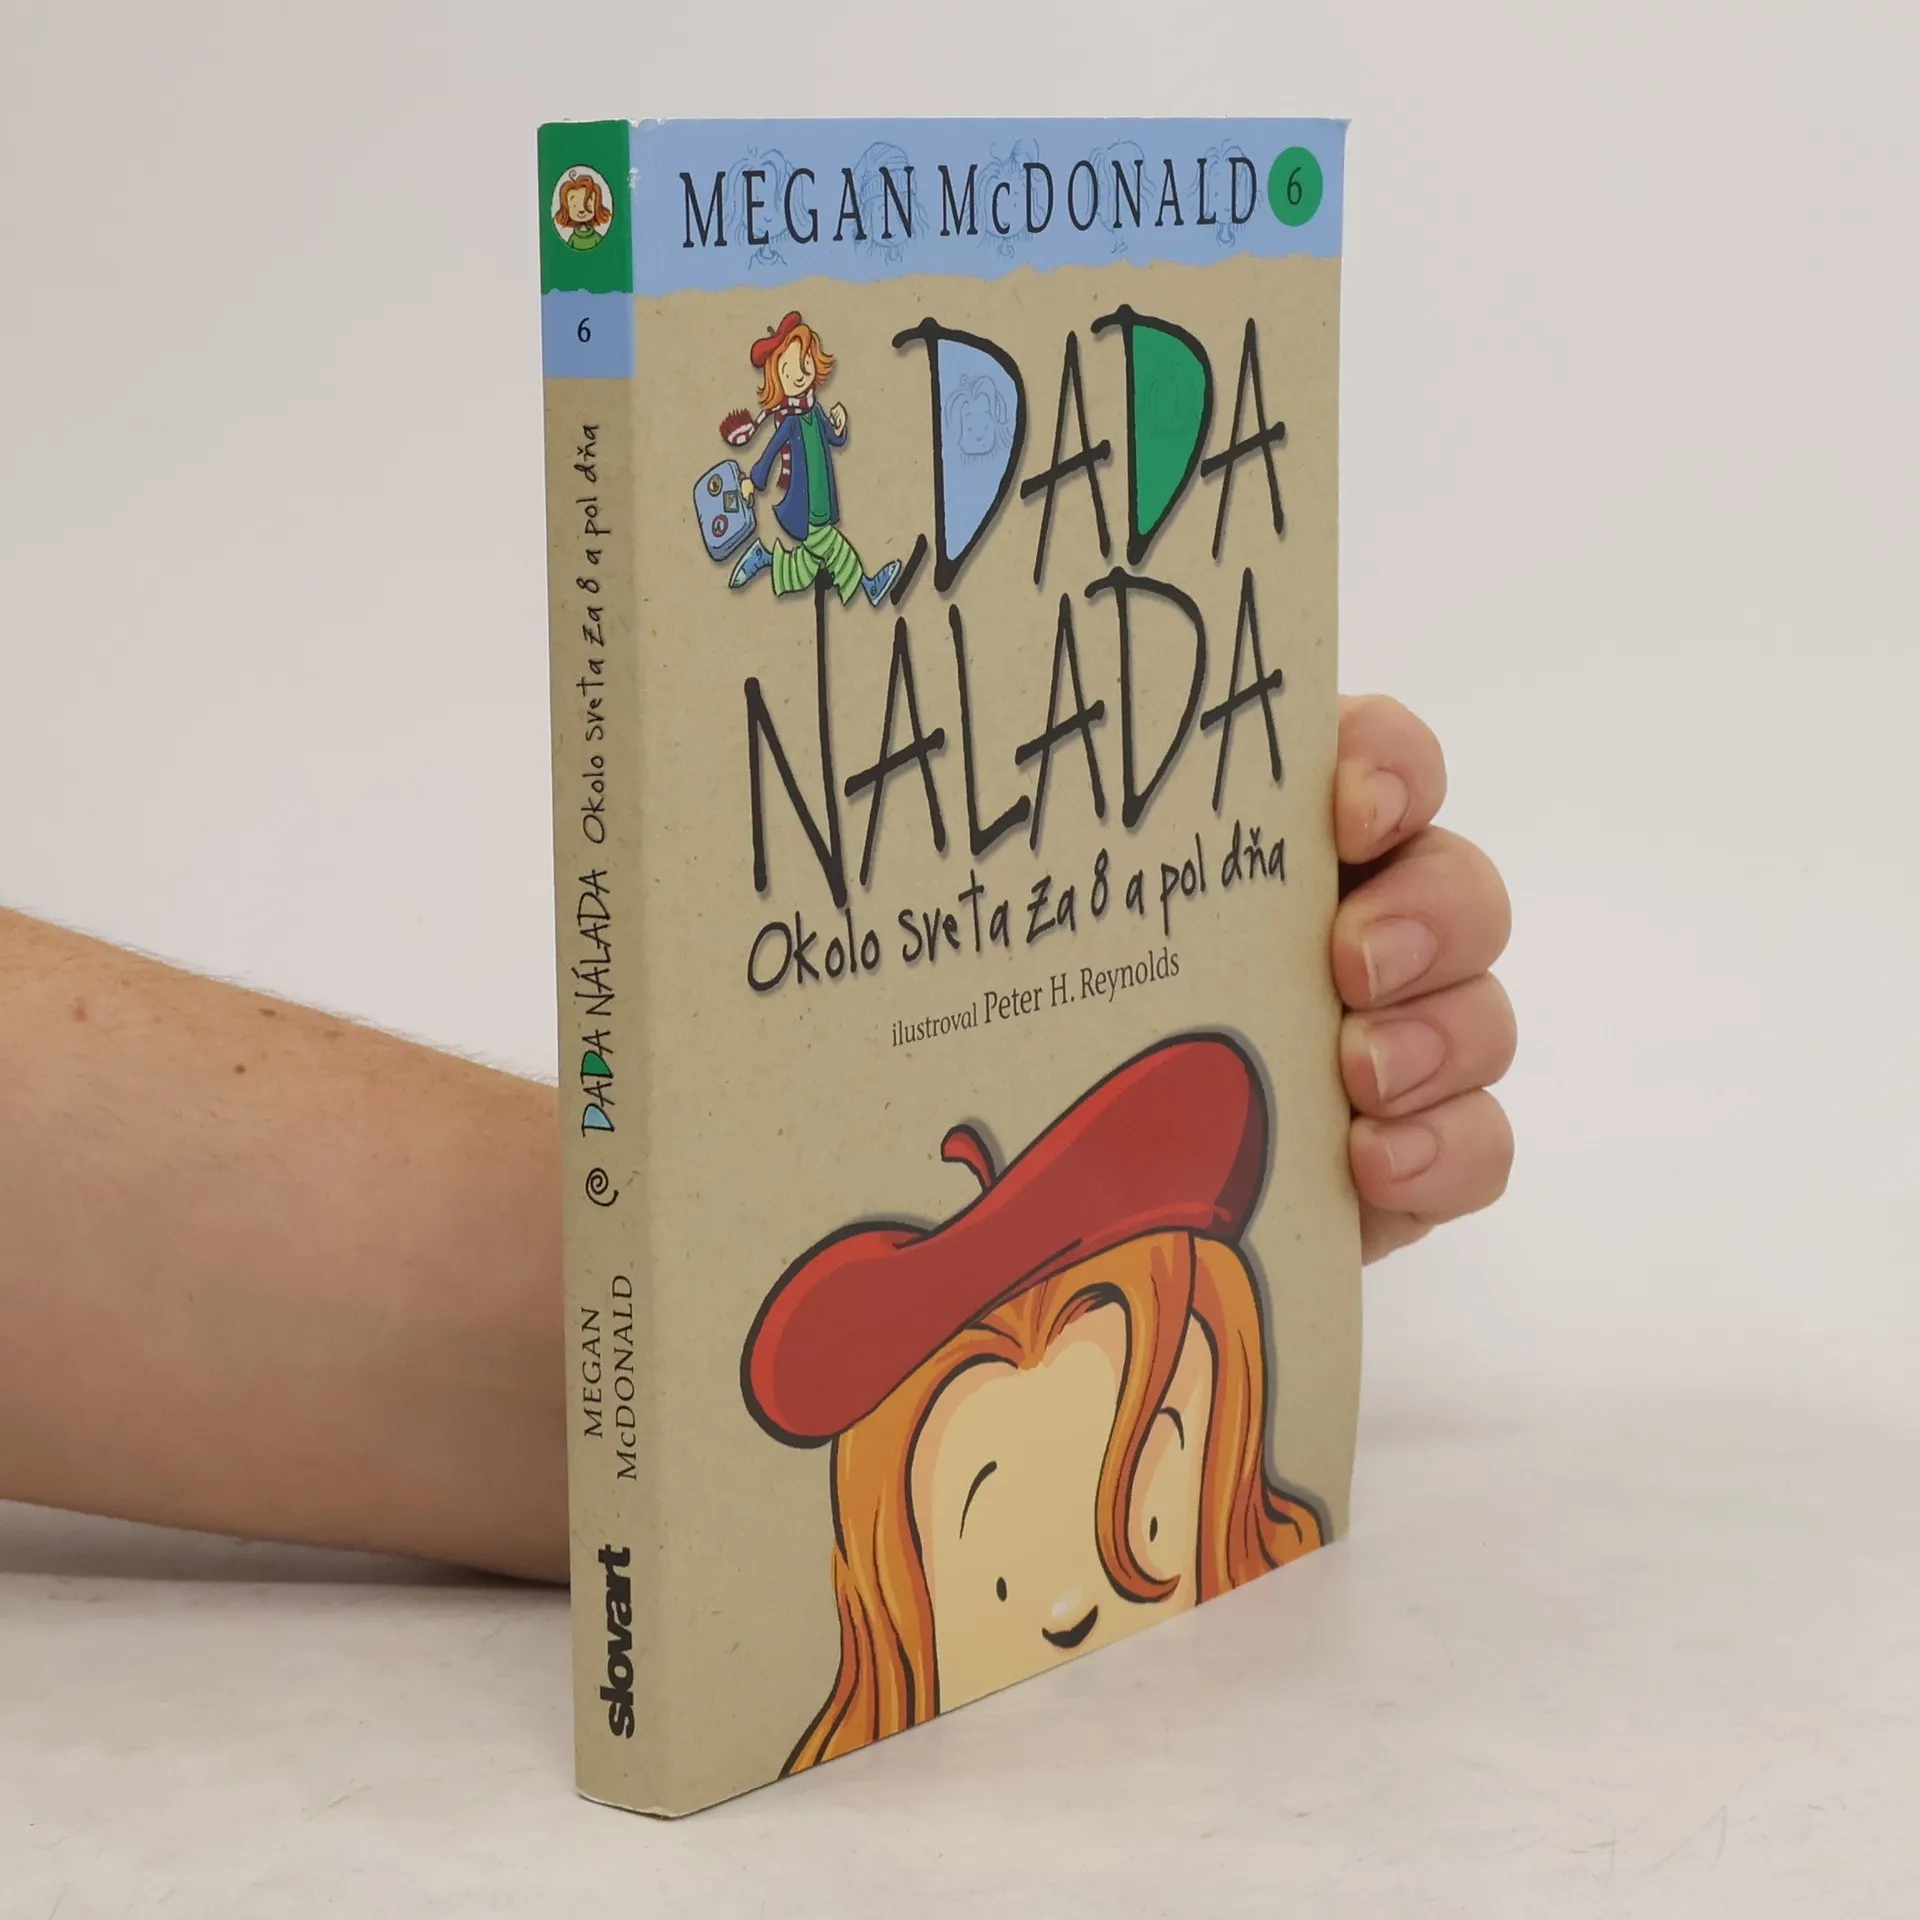 MEGAN McDONALD 6
DADA
NÁLADA
Okolo sveta za 8 a pol dňa
ilustroval Peter H. Reynolds
6
DADA NÁLADA Okolo sveta za 8 a pol dňa
MEGAN
McDONALD
slovart